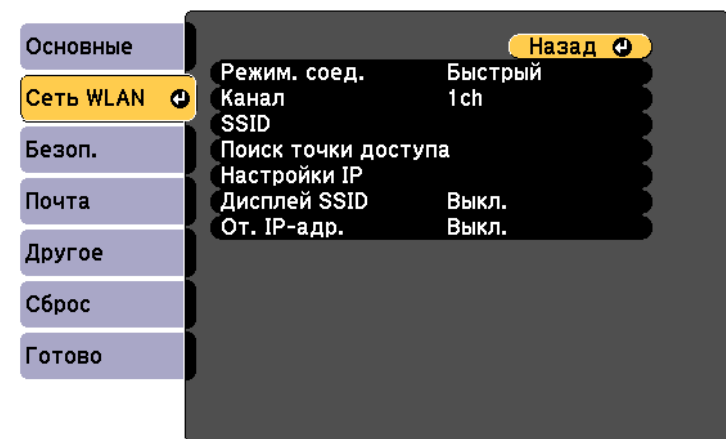 Основные
Сеть WLAN
Безоп.
Почта
Другое
Сброс
Готово
Назад
Режим. соед. Быстрый
Канал 1ch
SSID
Поиск точки доступа
Настройки IP
Дисплей SSID Выкл.
От. IP-адр. Выкл.